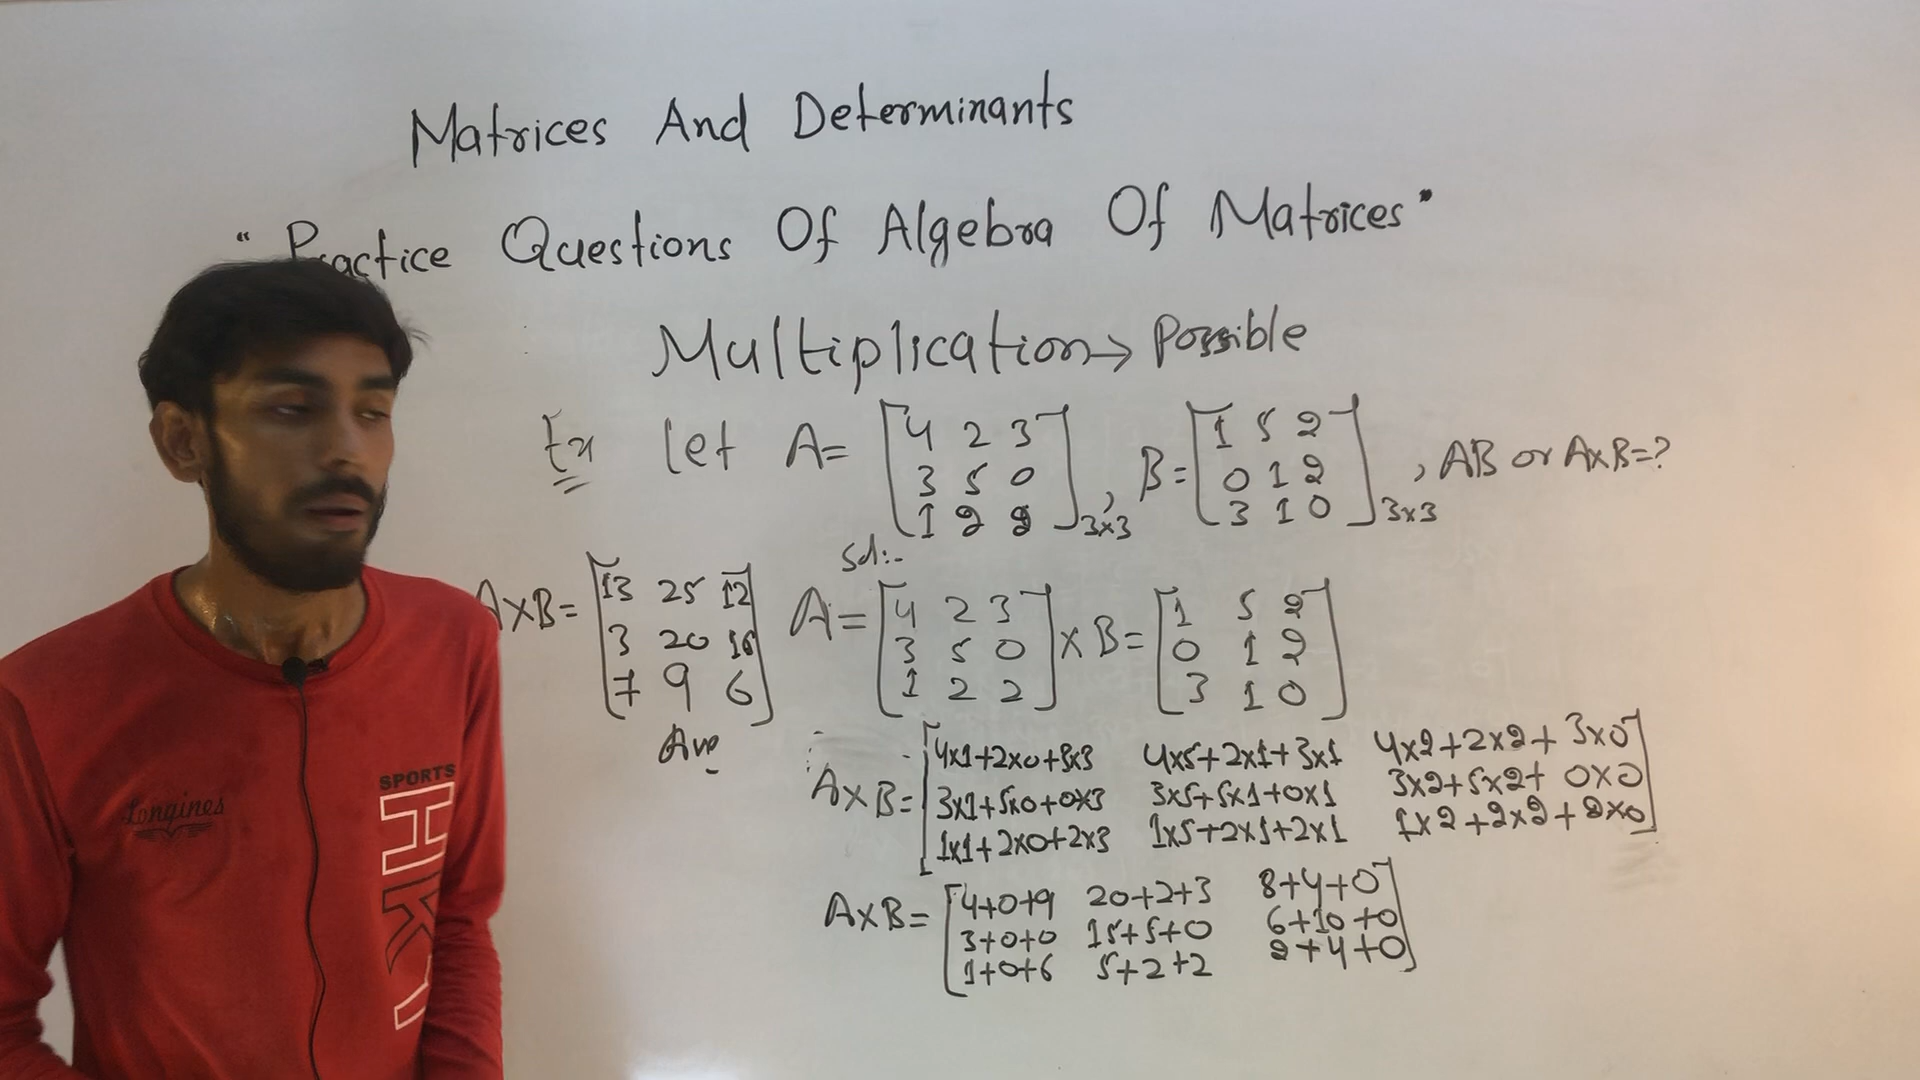 Matrices And Determinants
“ Practice Questions Of Algebra Of Matrices ”
Multiplication → Possible
Ex Let A = [4 2 3 , B = [1 5 2 , AB or A×B=?
3 5 0 0 1 2
1 2 2]3×3 3 1 0]3×3
Sol:-
A×B = [13 25 12 A = [4 2 3 × B = [1 5 2
3 20 16 3 5 0 0 1 2
7 9 6] 1 2 2] 3 1 0]
Ans
A×B = [4×1+2×0+3×3 4×5+2×1+3×1 4×2+2×2+3×0
3×1+5×0+0×3 3×5+5×1+0×1 3×2+5×2+0×0
1×1+2×0+2×3 1×5+2×1+2×1 1×2+2×2+2×0]
A×B = [4+0+9 20+2+3 8+4+0
3+0+0 15+5+0 6+10+0
1+0+6 5+2+2 2+4+0]
Longines
SPORTS
HK